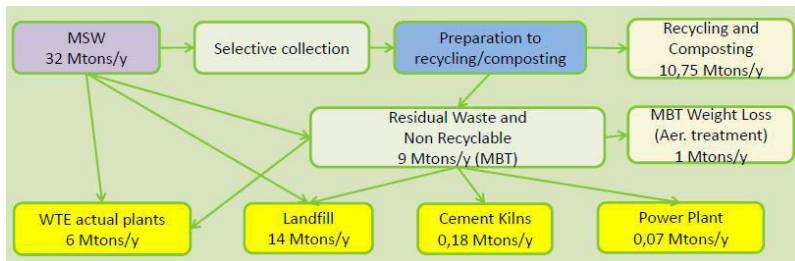 MSW
32 Mtons/y
Selective collection
Preparation to
recycling/composting
Recycling and
Composting
10,75 Mtons/y
Residual Waste and
Non Recyclable
9 Mtons/y (MBT)
MBT Weight Loss
(Aer. treatment)
1 Mtons/y
WTE actual plants
6 Mtons/y
Landfill
14 Mtons/y
Cement Kilns
0,18 Mtons/y
Power Plant
0,07 Mtons/y